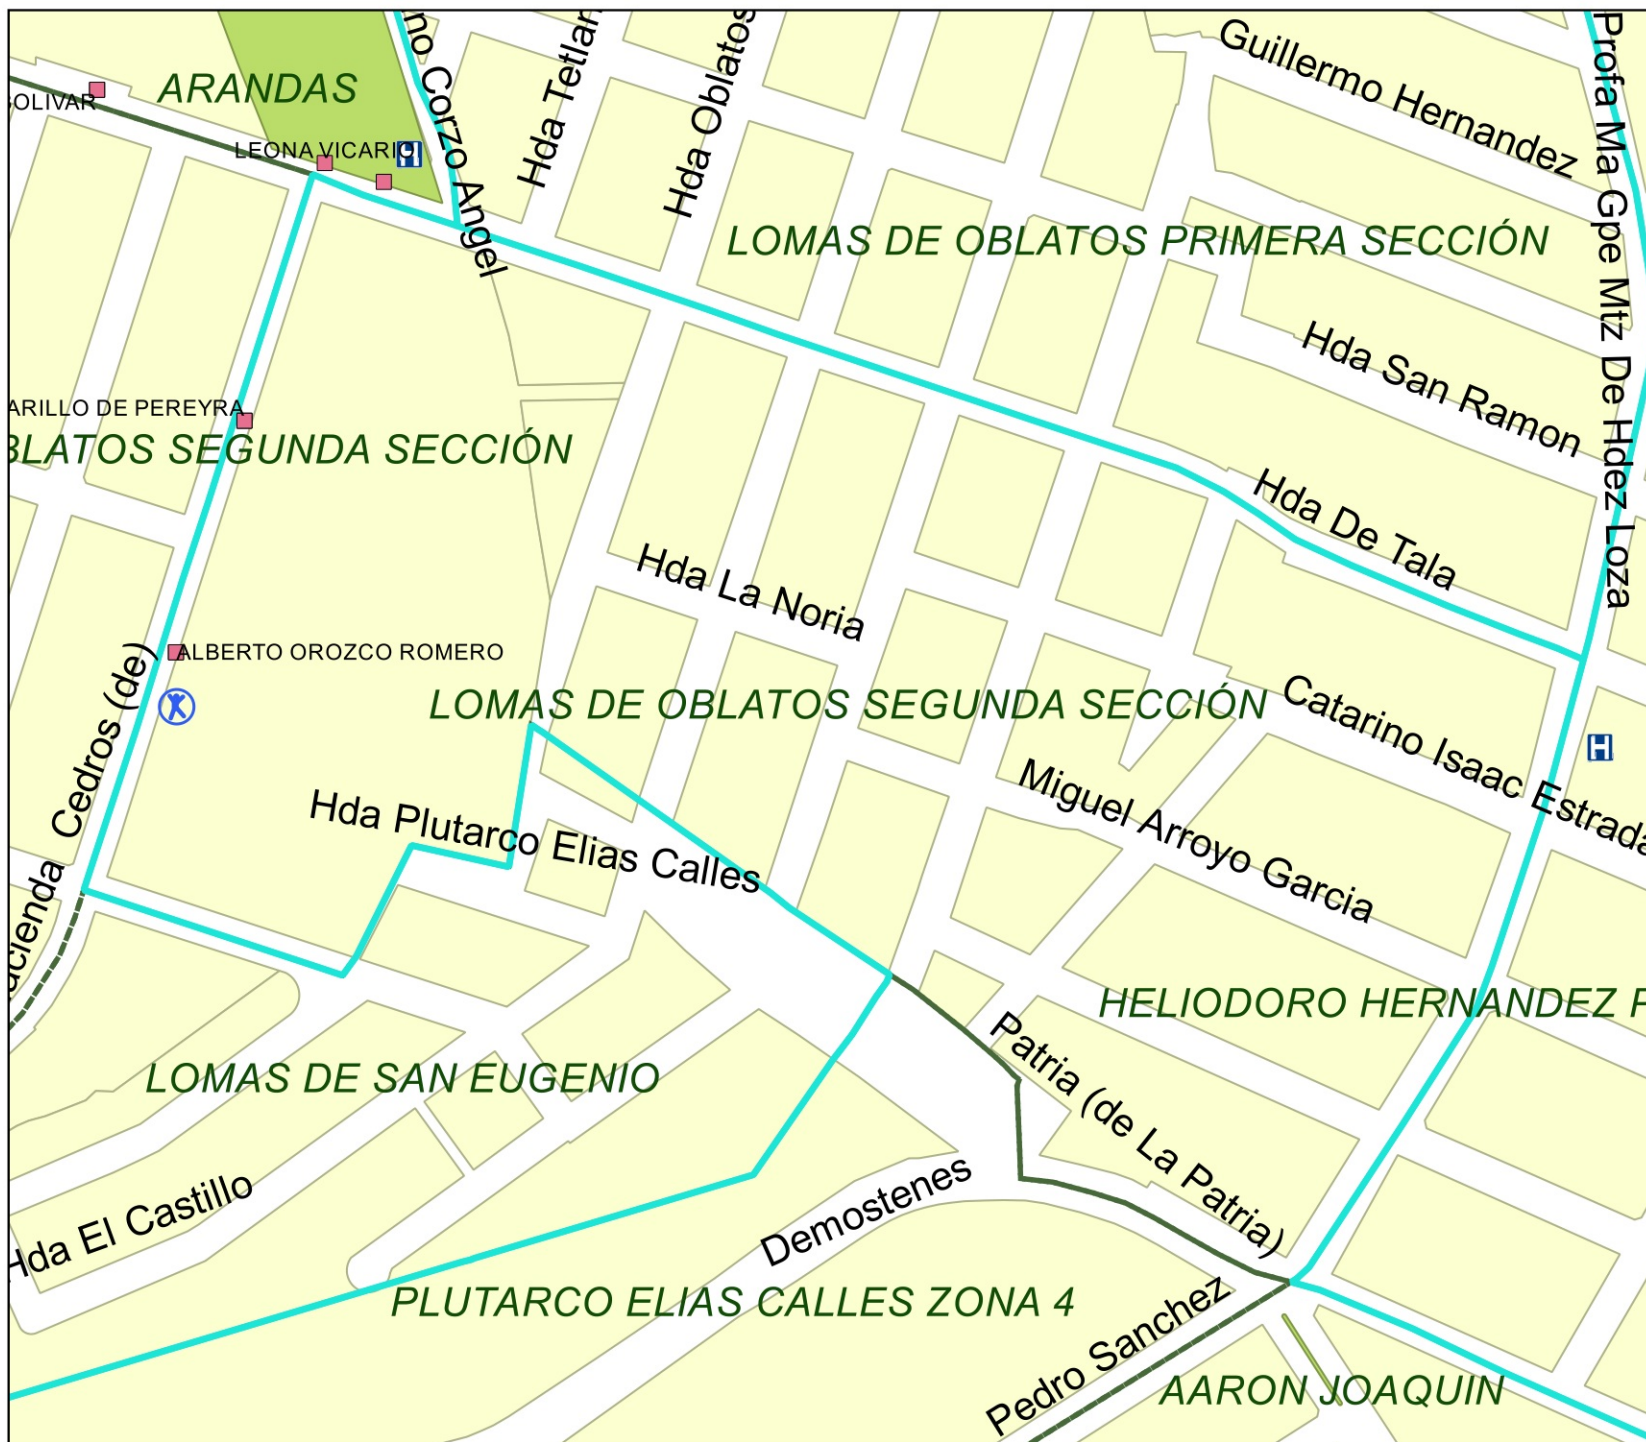 no Corzo Angel
Hda Tetlan
Hda Oblatos
Guillermo Hernandez
Profa Ma Gpe Mtz De Hdez Loza
ARANDAS
BOLIVAR
LEONA VICARIO
H
LOMAS DE OBLATOS PRIMERA SECCIÓN
Hda San Ramon
ARILLO DE PEREYRA
BLATOS SEGUNDA SECCIÓN
Hda De Tala
Hda La Noria
ALBERTO OROZCO ROMERO
LOMAS DE OBLATOS SEGUNDA SECCIÓN
Catarino Isaac Estrada
H
acienda Cedros (de)
Hda Plutarco Elias Calles
Miguel Arroyo Garcia
HELIODORO HERNANDEZ
Patria (de La Patria)
LOMAS DE SAN EUGENIO
Hda El Castillo
Demostenes
PLUTARCO ELIAS CALLES ZONA 4
Pedro Sanchez
AARON JOAQUIN